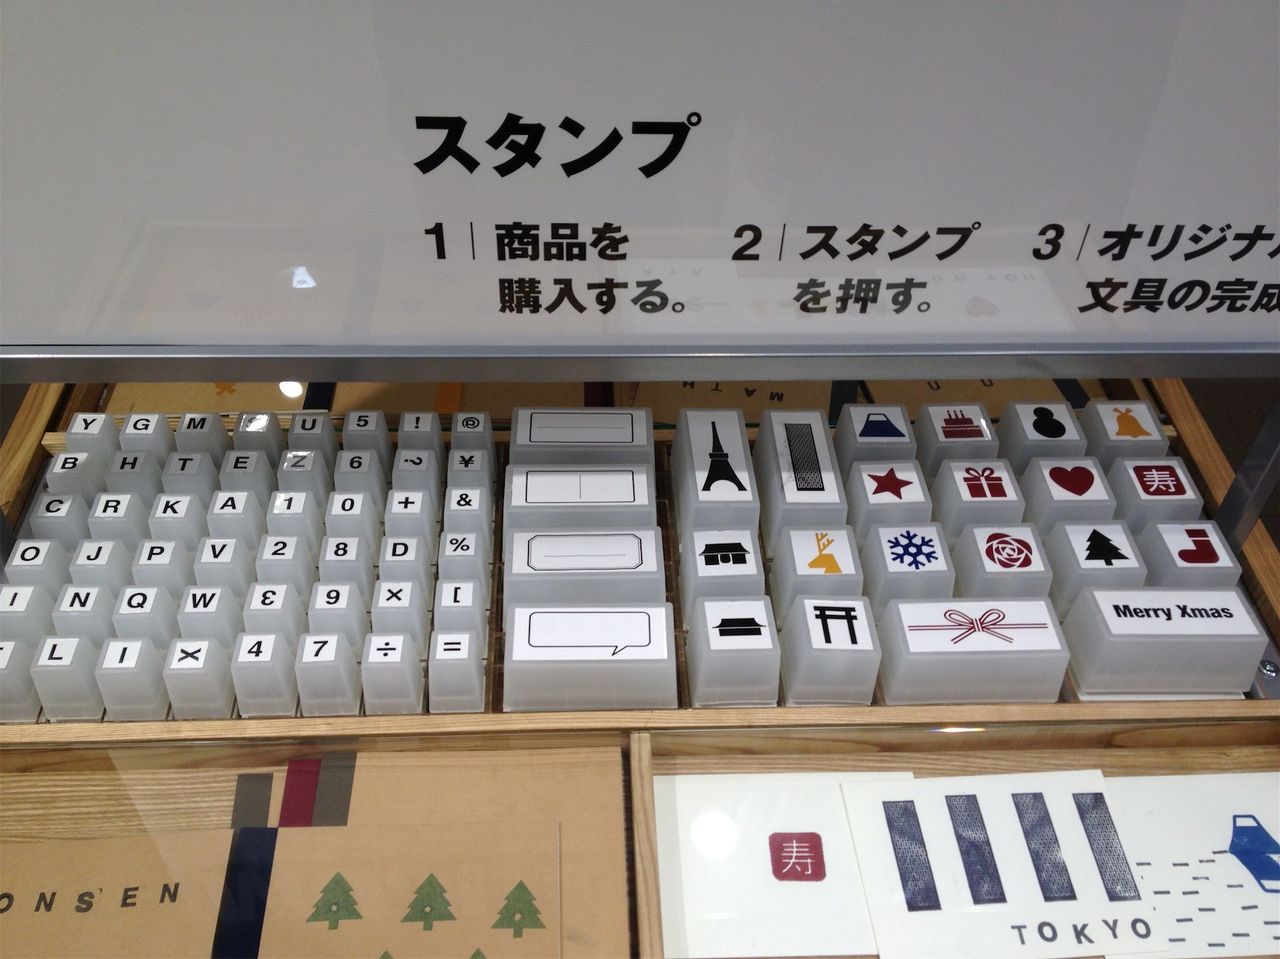 スタンプ
1 商品を
購入する。
2 スタンプ
を押す。
3 オリジナ
文具の完成
MATH
Y G M U 5 ! @
B H T E Z 6 ? ¥
C R K A 1 0 + &
O J P V 2 8 D %
I N Q W 3 9 × [ ]
L I X 4 7 ÷ =
寿
Merry Xmas
ONS'EN
寿
TOKYO